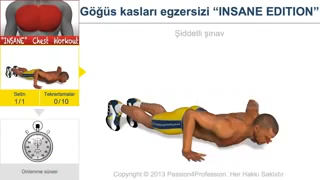 Göğüs kasları egzersizi “INSANE EDITION”
"INSANE" Chest Workout
Şiddetli şınav
Setin
Tekrarlamalar
1/1
0/10
Dinlenme süresi
Copyright © 2013 Passion4Profession. Her Hakkı Saklıdır.